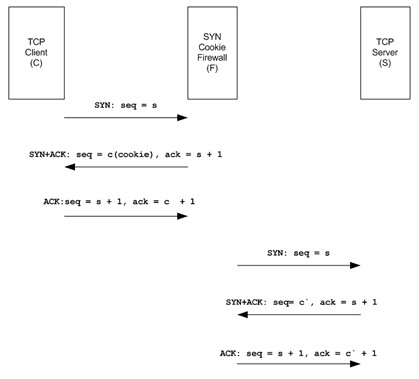 TCP
Client
(C)
SYN
Cookie
Firewall
(F)
TCP
Server
(S)
SYN: seq = s
SYN+ACK: seq = c(cookie), ack = s + 1
ACK:seq = s + 1, ack = c + 1
SYN: seq = s
SYN+ACK: seq= c`, ack = s + 1
ACK: seq = s + 1, ack = c` + 1